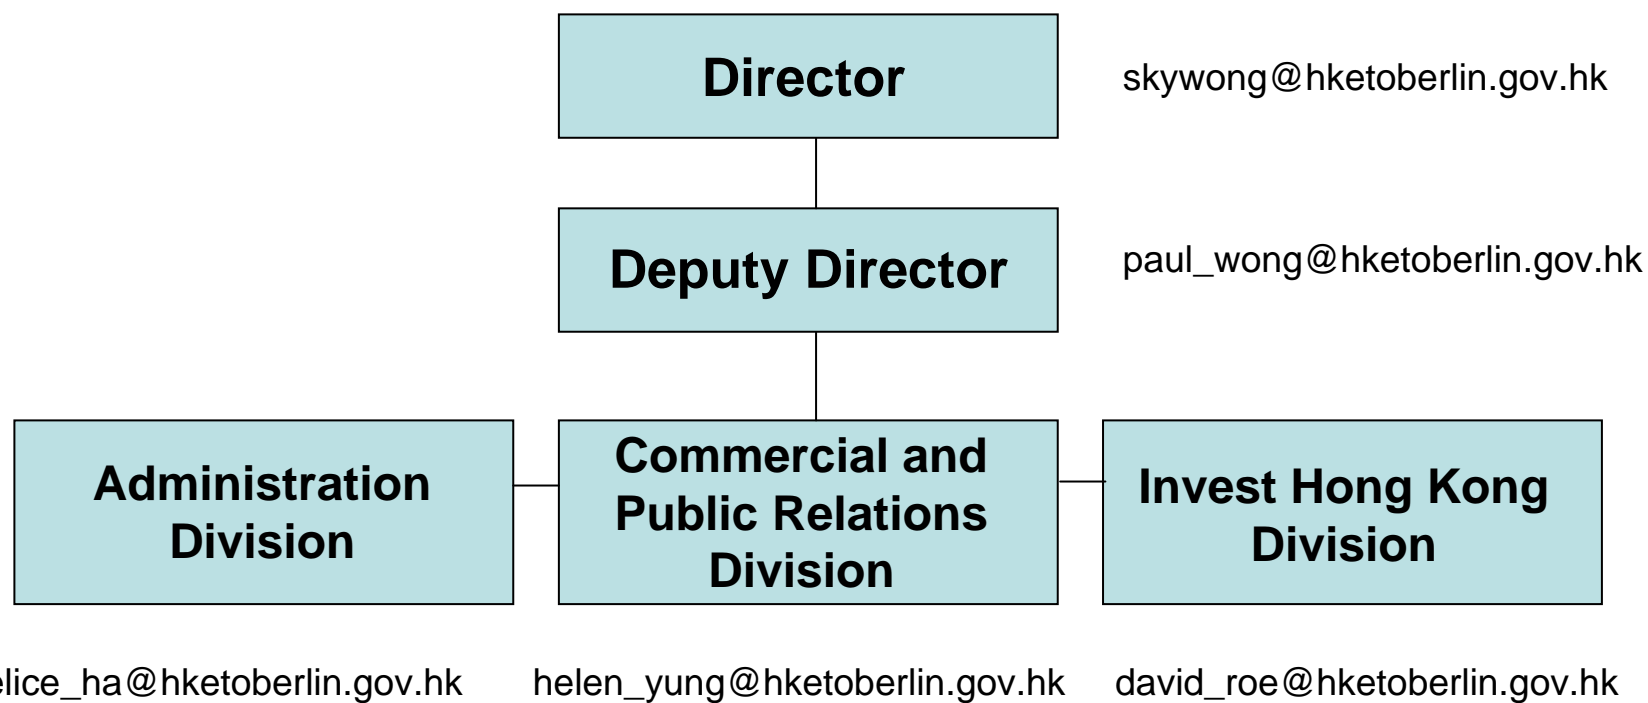 Director
skywong@hketoberlin.gov.hk
Deputy Director
paul_wong@hketoberlin.gov.hk
Administration
Division
Commercial and
Public Relations
Division
Invest Hong Kong
Division
elice_ha@hketoberlin.gov.hk
helen_yung@hketoberlin.gov.hk
david_roe@hketoberlin.gov.hk